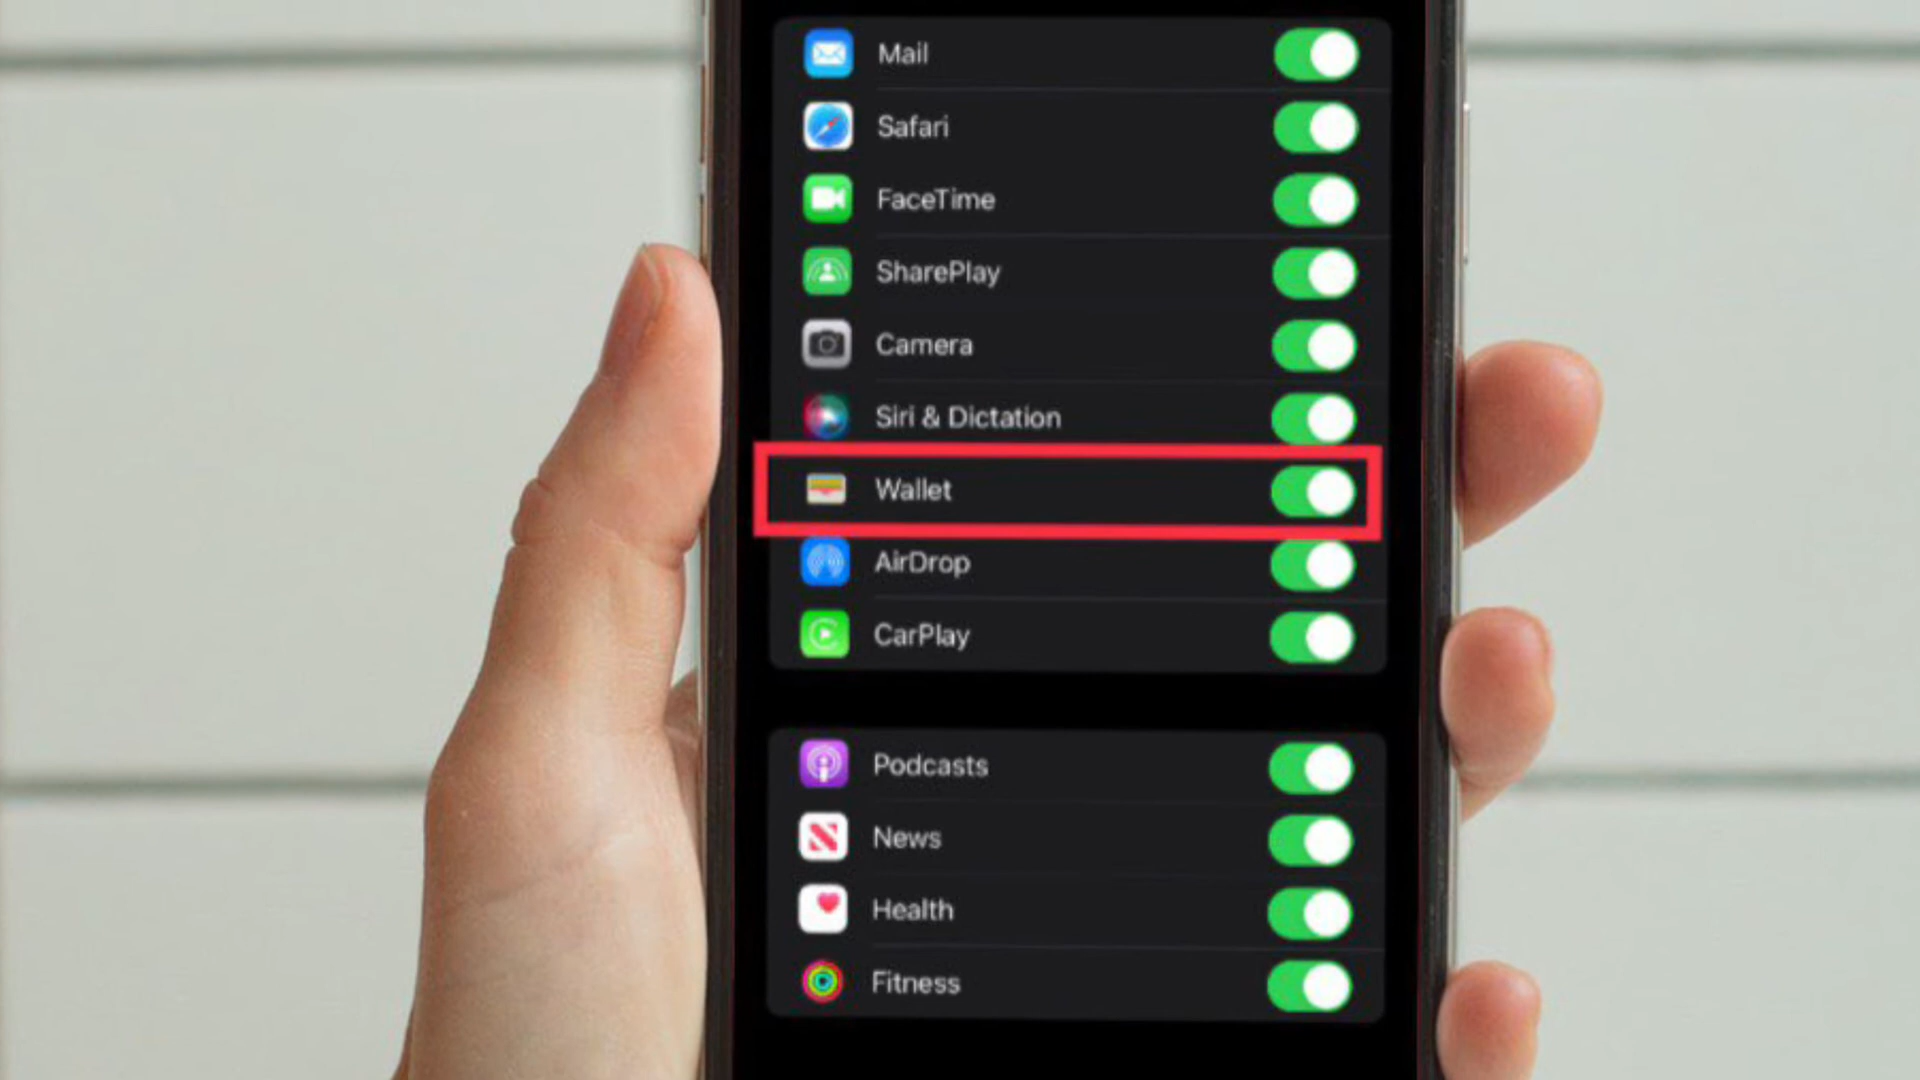 Mail
Safari
FaceTime
SharePlay
Camera
Siri & Dictation
Wallet
AirDrop
CarPlay
Podcasts
News
Health
Fitness